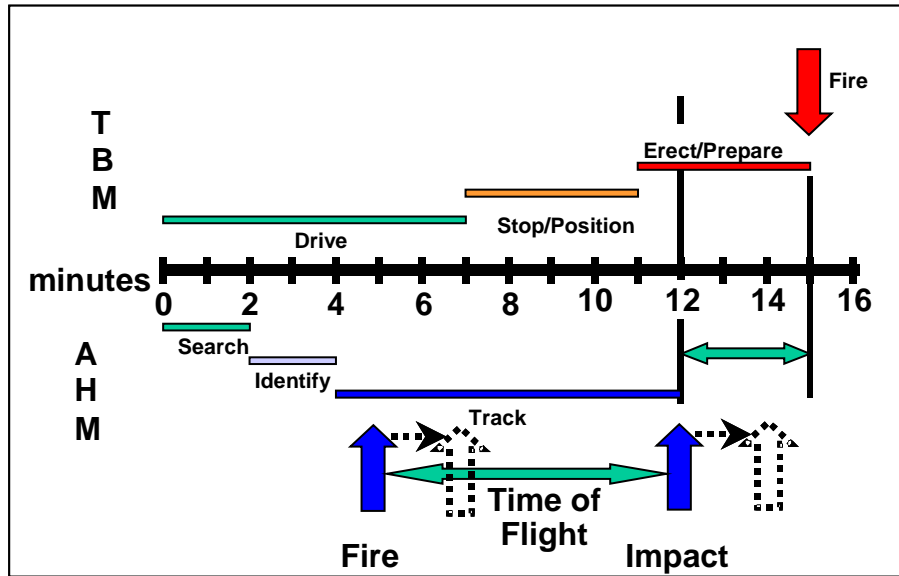 Fire
T
B
M
Erect/Prepare
Stop/Position
Drive
minutes
0 2 4 6 8 10 12 14 16
Search
Identify
Track
A
H
M
Time of
Flight
Fire Impact